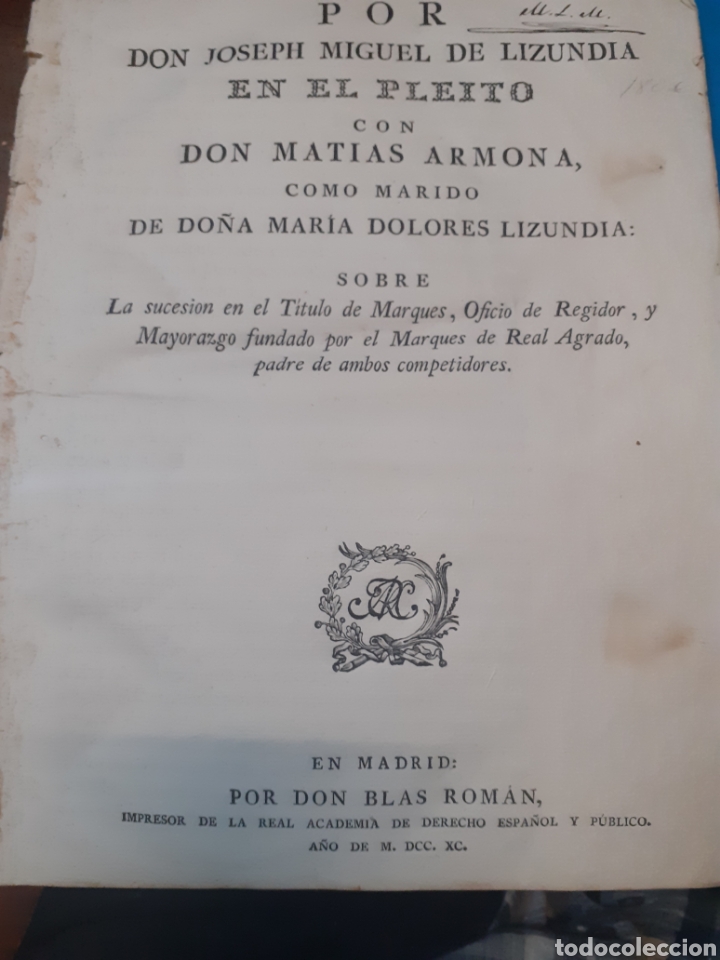 M. L. M.
POR
DON JOSEPH MIGUEL DE LIZUNDIA
EN EL PLEITO
CON
DON MATIAS ARMONA,
COMO MARIDO
DE DOÑA MARÍA DOLORES LIZUNDIA:
SOBRE
La sucesion en el Título de Marques, Oficio de Regidor, y
Mayorazgo fundado por el Marques de Real Agrado,
padre de ambos competidores.
EN MADRID:
POR DON BLAS ROMÁN,
IMPRESOR DE LA REAL ACADEMIA DE DERECHO ESPAÑOL Y PÚBLICO.
AÑO DE M. DCC. XC.
todocoleccion